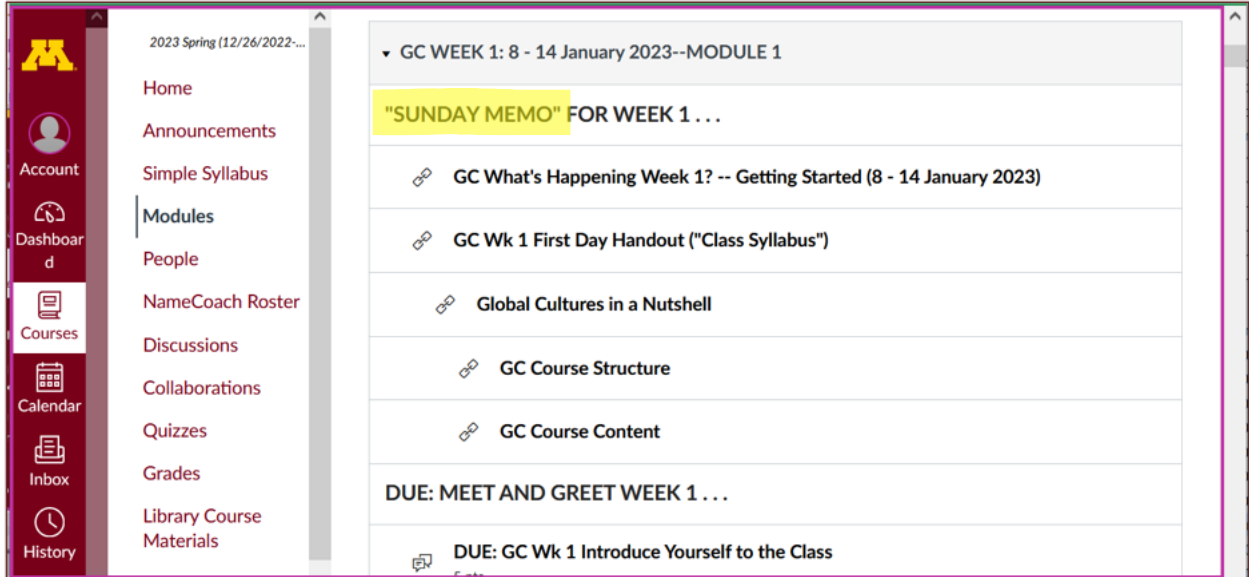 M
Account
Dashboar
d
Courses
Calendar
Inbox
History
2023 Spring (12/26/2022-...
Home
Announcements
Simple Syllabus
Modules
People
NameCoach Roster
Discussions
Collaborations
Quizzes
Grades
Library Course
Materials
GC WEEK 1: 8 - 14 January 2023--MODULE 1
"SUNDAY MEMO" FOR WEEK 1 . . .
GC What's Happening Week 1? -- Getting Started (8 - 14 January 2023)
GC Wk 1 First Day Handout ("Class Syllabus")
Global Cultures in a Nutshell
GC Course Structure
GC Course Content
DUE: MEET AND GREET WEEK 1 . . .
DUE: GC Wk 1 Introduce Yourself to the Class